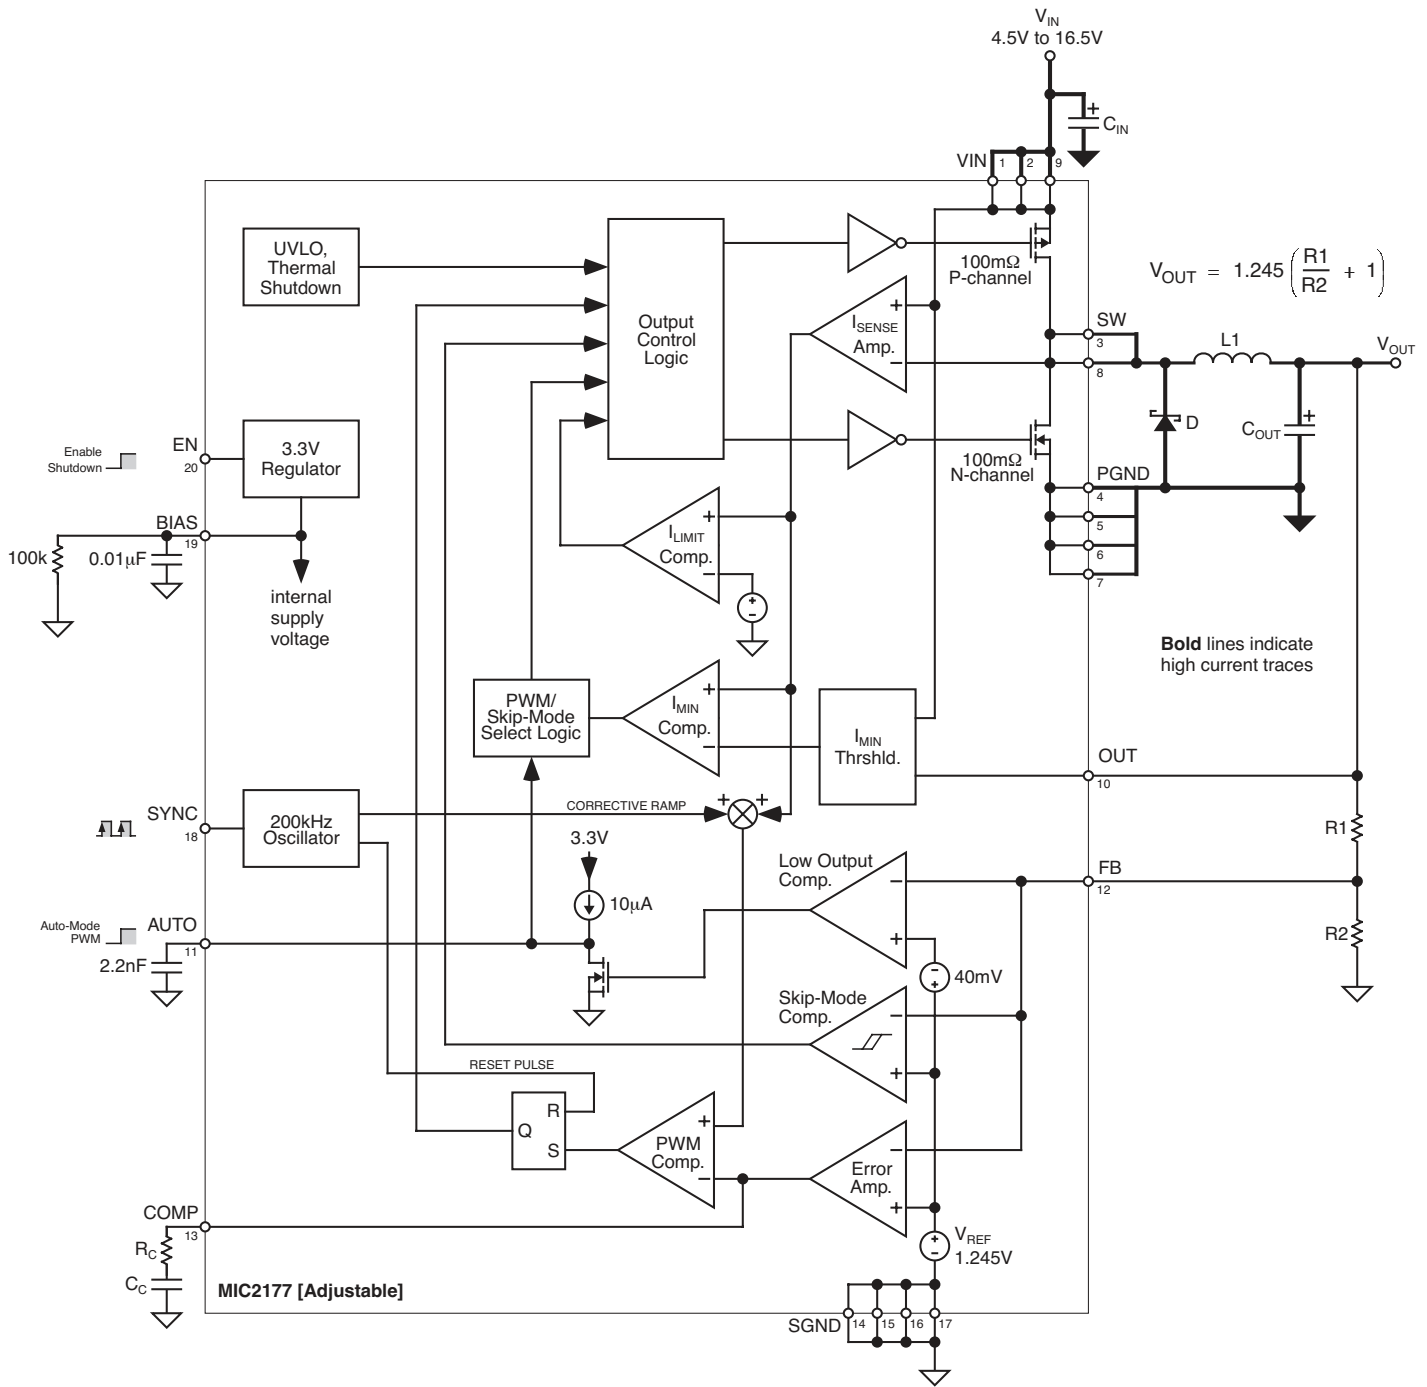 V_IN
4.5V to 16.5V
+
C_IN
VIN
1
2
9
UVLO,
Thermal
Shutdown
Output
Control
Logic
100mΩ
P-channel
V_OUT = 1.245 (R1/R2 + 1)
+
I_SENSE
Amp.
−
SW
3
8
L1
V_OUT
D
+
C_OUT
EN
20
Enable
Shutdown
3.3V
Regulator
100mΩ
N-channel
PGND
4
5
6
7
BIAS
19
100k
0.01µF
internal
supply
voltage
+
I_LIMIT
Comp.
−
+
−
Bold lines indicate
high current traces
PWM/
Skip-Mode
Select Logic
+
I_MIN
Comp.
−
I_MIN
Thrshld.
OUT
10
SYNC
18
200kHz
Oscillator
CORRECTIVE RAMP
+
+
R1
3.3V
10µA
Low Output
Comp.
−
+
FB
12
Auto-Mode
PWM
AUTO
11
2.2nF
R2
−
+
40mV
Skip-Mode
Comp.
−
+
RESET PULSE
R
Q
S
+
PWM
Comp.
−
−
Error
Amp.
+
COMP
13
R_C
C_C
+
−
V_REF
1.245V
MIC2177 [Adjustable]
SGND
14
15
16
17